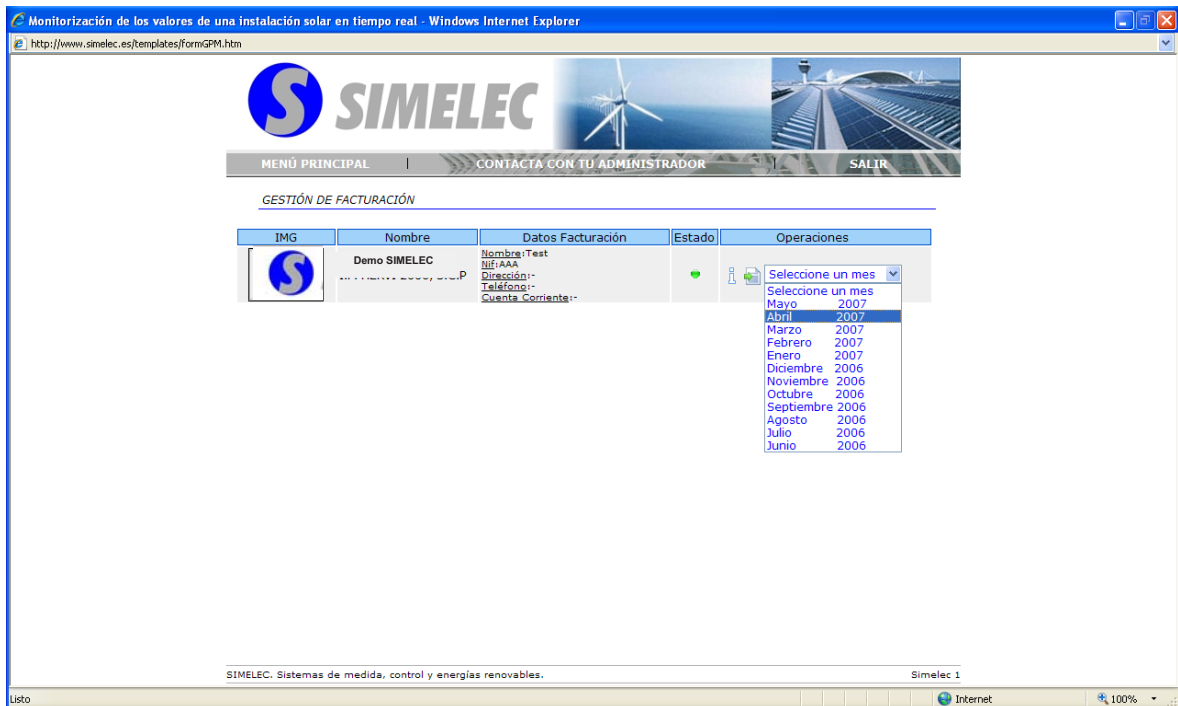 Monitorización de los valores de una instalación solar en tiempo real - Windows Internet Explorer
http://www.simelec.es/templates/formGPM.htm
S SIMELEC
MENÚ PRINCIPAL | CONTACTA CON TU ADMINISTRADOR | SALIR
GESTIÓN DE FACTURACIÓN
IMG Nombre Datos Facturación Estado Operaciones
S
Demo SIMELEC
Nombre:Test
Nif:AAA
Dirección:-
Teléfono:-
Cuenta Corriente:-
Seleccione un mes
Seleccione un mes
Mayo 2007
Abril 2007
Marzo 2007
Febrero 2007
Enero 2007
Diciembre 2006
Noviembre 2006
Octubre 2006
Septiembre 2006
Agosto 2006
Julio 2006
Junio 2006
SIMELEC. Sistemas de medida, control y energías renovables. Simelec 1
Listo Internet 100%